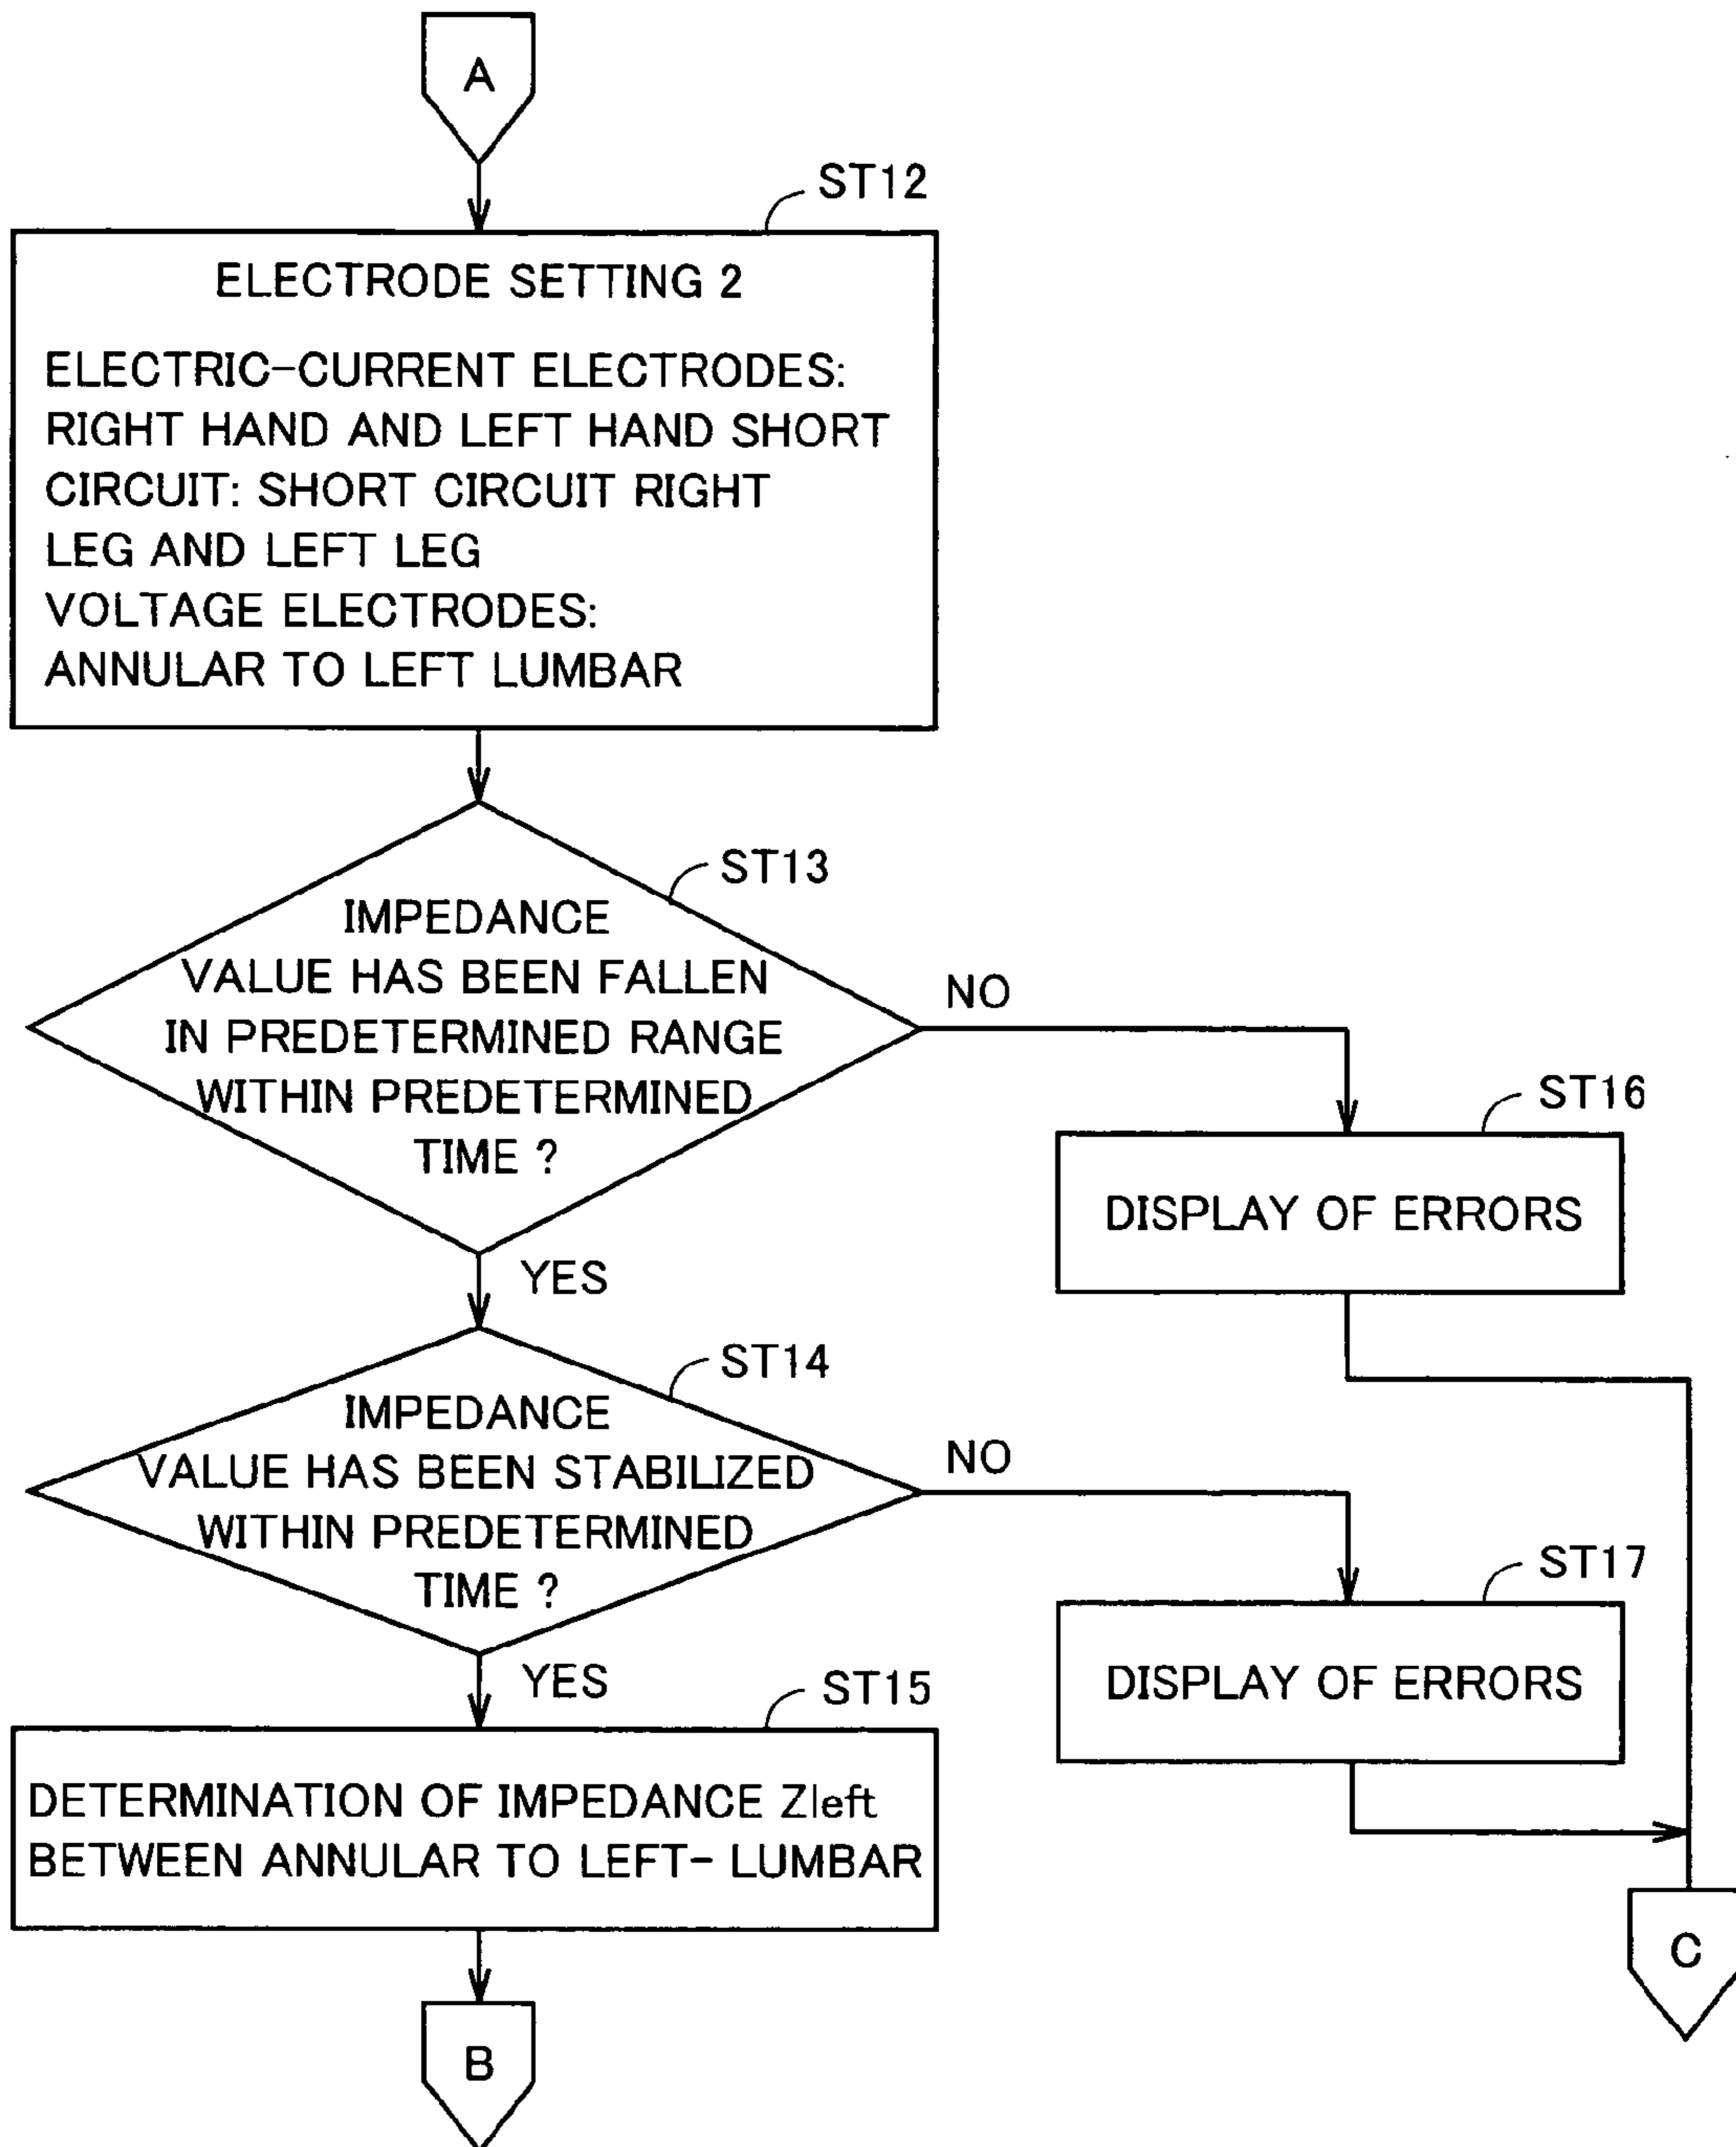 A
ST12
ELECTRODE SETTING 2
ELECTRIC-CURRENT ELECTRODES:
RIGHT HAND AND LEFT HAND SHORT
CIRCUIT: SHORT CIRCUIT RIGHT
LEG AND LEFT LEG
VOLTAGE ELECTRODES:
ANNULAR TO LEFT LUMBAR
ST13
IMPEDANCE
VALUE HAS BEEN FALLEN
IN PREDETERMINED RANGE
WITHIN PREDETERMINED
TIME ?
NO
YES
ST16
DISPLAY OF ERRORS
ST14
IMPEDANCE
VALUE HAS BEEN STABILIZED
WITHIN PREDETERMINED
TIME ?
NO
YES
ST17
DISPLAY OF ERRORS
ST15
DETERMINATION OF IMPEDANCE Zleft
BETWEEN ANNULAR TO LEFT- LUMBAR
C
B